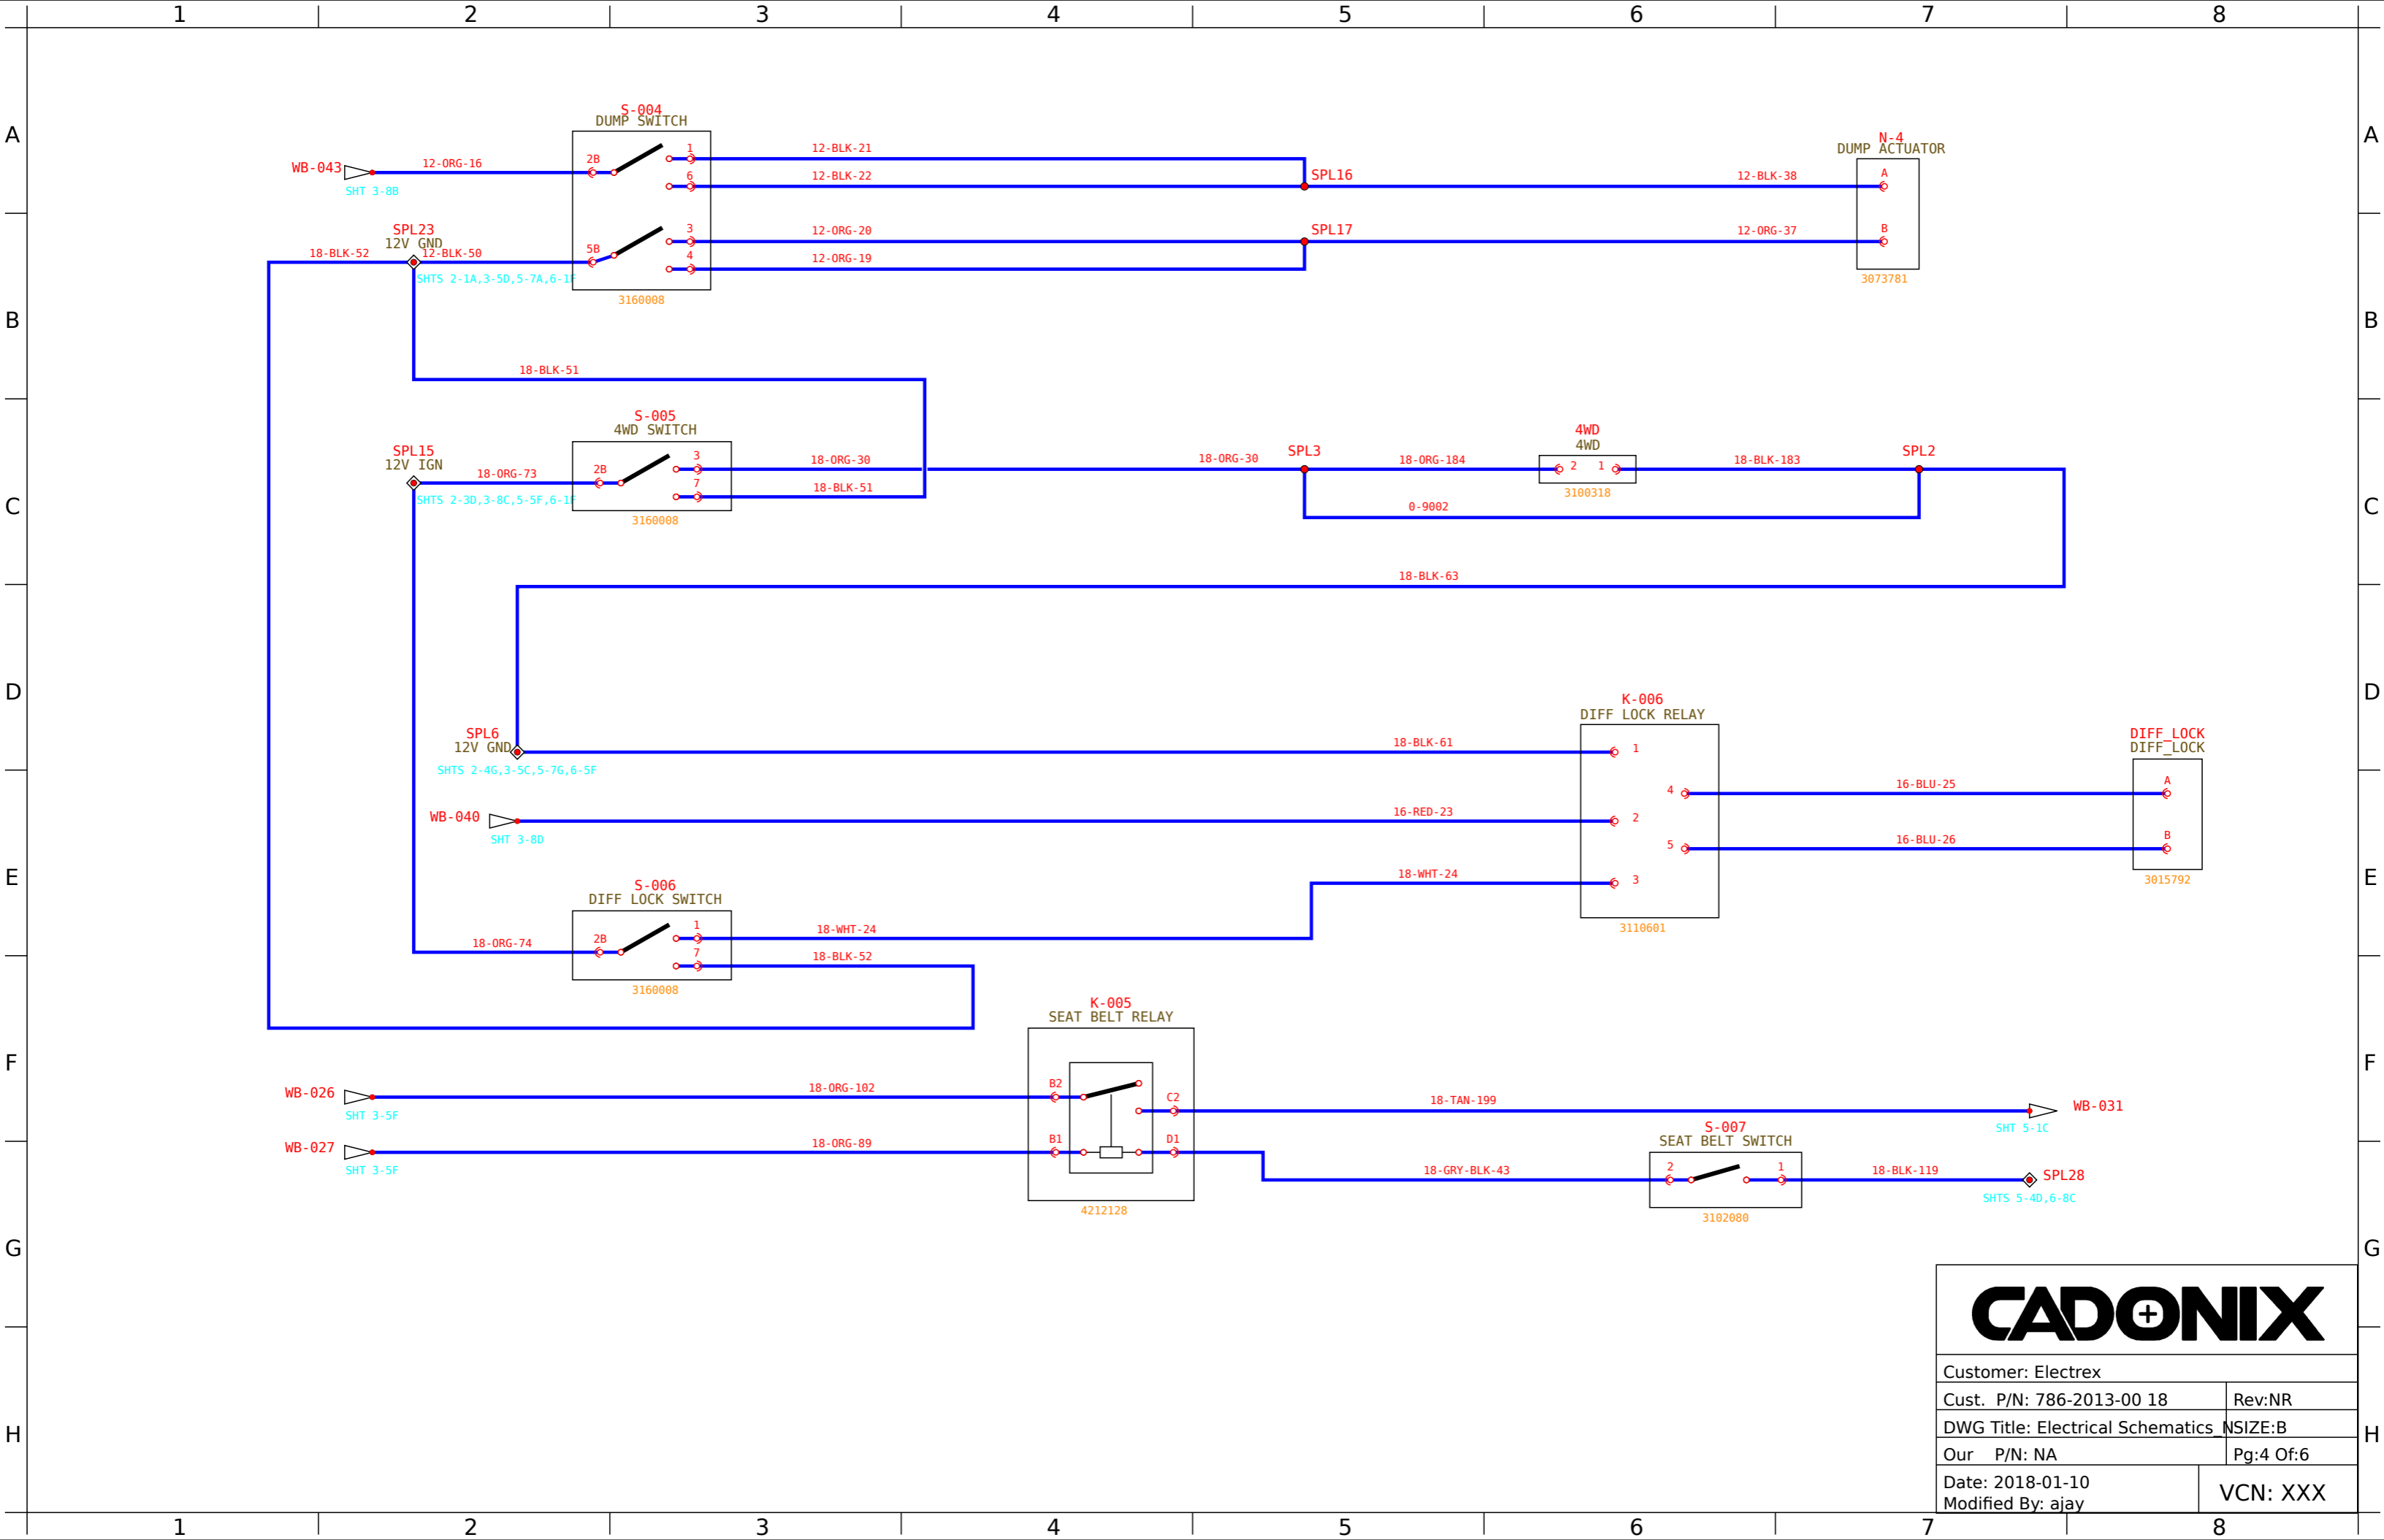 1 2 3 4 5 6 7 8
A
A
S-004
DUMP SWITCH
N-4
DUMP ACTUATOR
WB-043
12-ORG-16
2B
1
12-BLK-21
SHT 3-8B
6
12-BLK-22
SPL16
12-BLK-38
A
SPL23
12V GND
18-BLK-52
12-BLK-50
5B
3
12-ORG-20
SPL17
12-ORG-37
B
4
12-ORG-19
SHTS 2-1A,3-5D,5-7A,6-1F
3160008
3073781
B
B
18-BLK-51
S-005
4WD SWITCH
4WD
4WD
SPL15
12V IGN
18-ORG-73
2B
3
18-ORG-30
18-ORG-30
SPL3
18-ORG-184
2 1
18-BLK-183
SPL2
7
18-BLK-51
SHTS 2-3D,3-8C,5-5F,6-1F
3160008
3100318
0-9002
C
C
18-BLK-63
D
D
K-006
DIFF LOCK RELAY
SPL6
12V GND
18-BLK-61
1
DIFF_LOCK
DIFF_LOCK
SHTS 2-4G,3-5C,5-7G,6-5F
4
16-BLU-25
A
WB-040
16-RED-23
2
SHT 3-8D
5
16-BLU-26
B
E
E
18-WHT-24
3
3015792
S-006
DIFF LOCK SWITCH
3110601
18-ORG-74
2B
1
18-WHT-24
7
18-BLK-52
3160008
K-005
SEAT BELT RELAY
F
F
WB-026
18-ORG-102
B2
C2
18-TAN-199
WB-031
SHT 3-5F
SHT 5-1C
WB-027
18-ORG-89
B1
D1
S-007
SEAT BELT SWITCH
SHT 3-5F
18-GRY-BLK-43
2
1
18-BLK-119
SPL28
SHTS 5-4D,6-8C
4212128
3102080
G
G
CADONIX
Customer: Electrex
Cust. P/N: 786-2013-00 18
Rev:NR
DWG Title: Electrical Schematics_N
SIZE:B
H
H
Our P/N: NA
Pg:4 Of:6
Date: 2018-01-10
Modified By: ajay
VCN: XXX
1 2 3 4 5 6 7 8